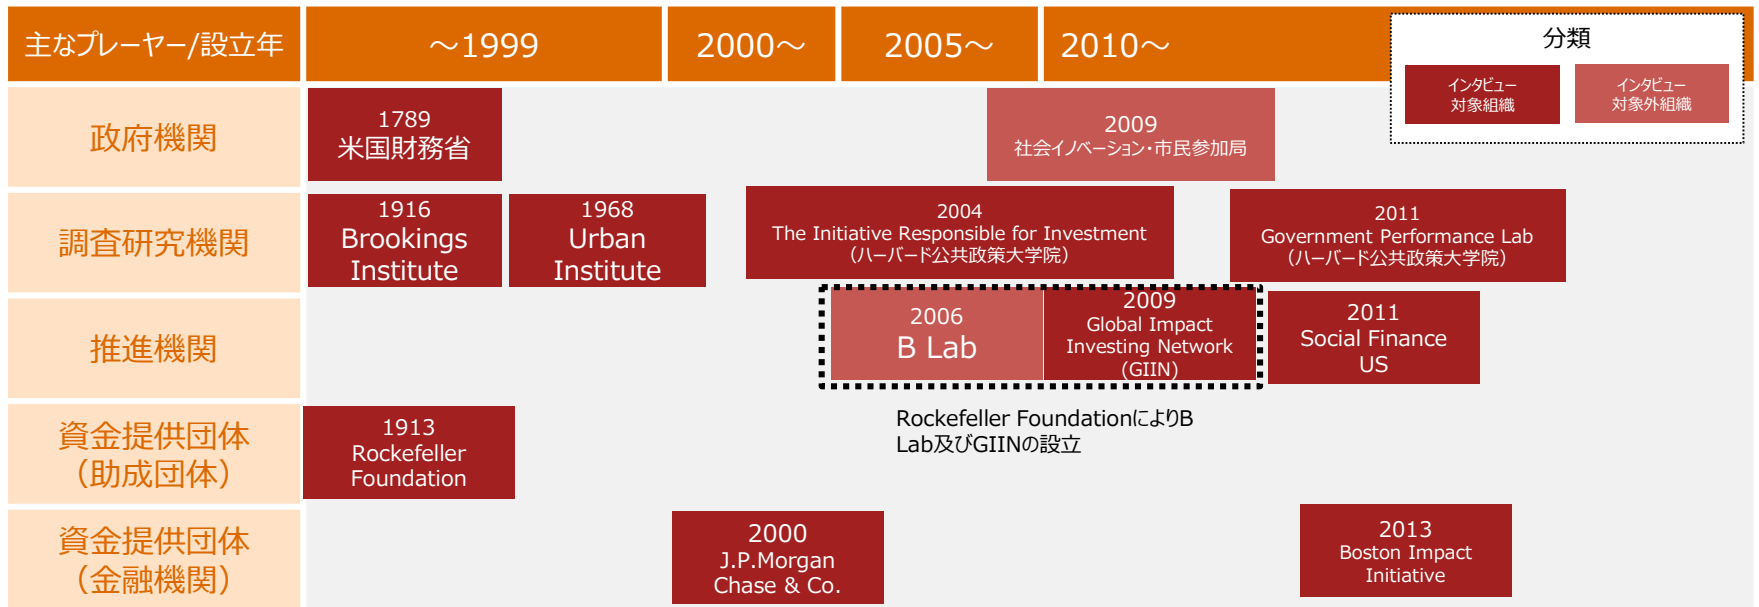 主なプレーヤー/設立年
～1999
2000～
2005～
2010～
分類
インタビュー
対象組織
インタビュー
対象外組織
政府機関
1789
米国財務省
2009
社会イノベーション・市民参加局
調査研究機関
1916
Brookings
Institute
1968
Urban
Institute
2004
The Initiative Responsible for Investment
（ハーバード公共政策大学院）
2011
Government Performance Lab
（ハーバード公共政策大学院）
推進機関
2006
B Lab
2009
Global Impact
Investing Network
(GIIN)
2011
Social Finance
US
Rockefeller FoundationによりB
Lab及びGIINの設立
資金提供団体
（助成団体）
1913
Rockefeller
Foundation
資金提供団体
（金融機関）
2000
J.P.Morgan
Chase & Co.
2013
Boston Impact
Initiative